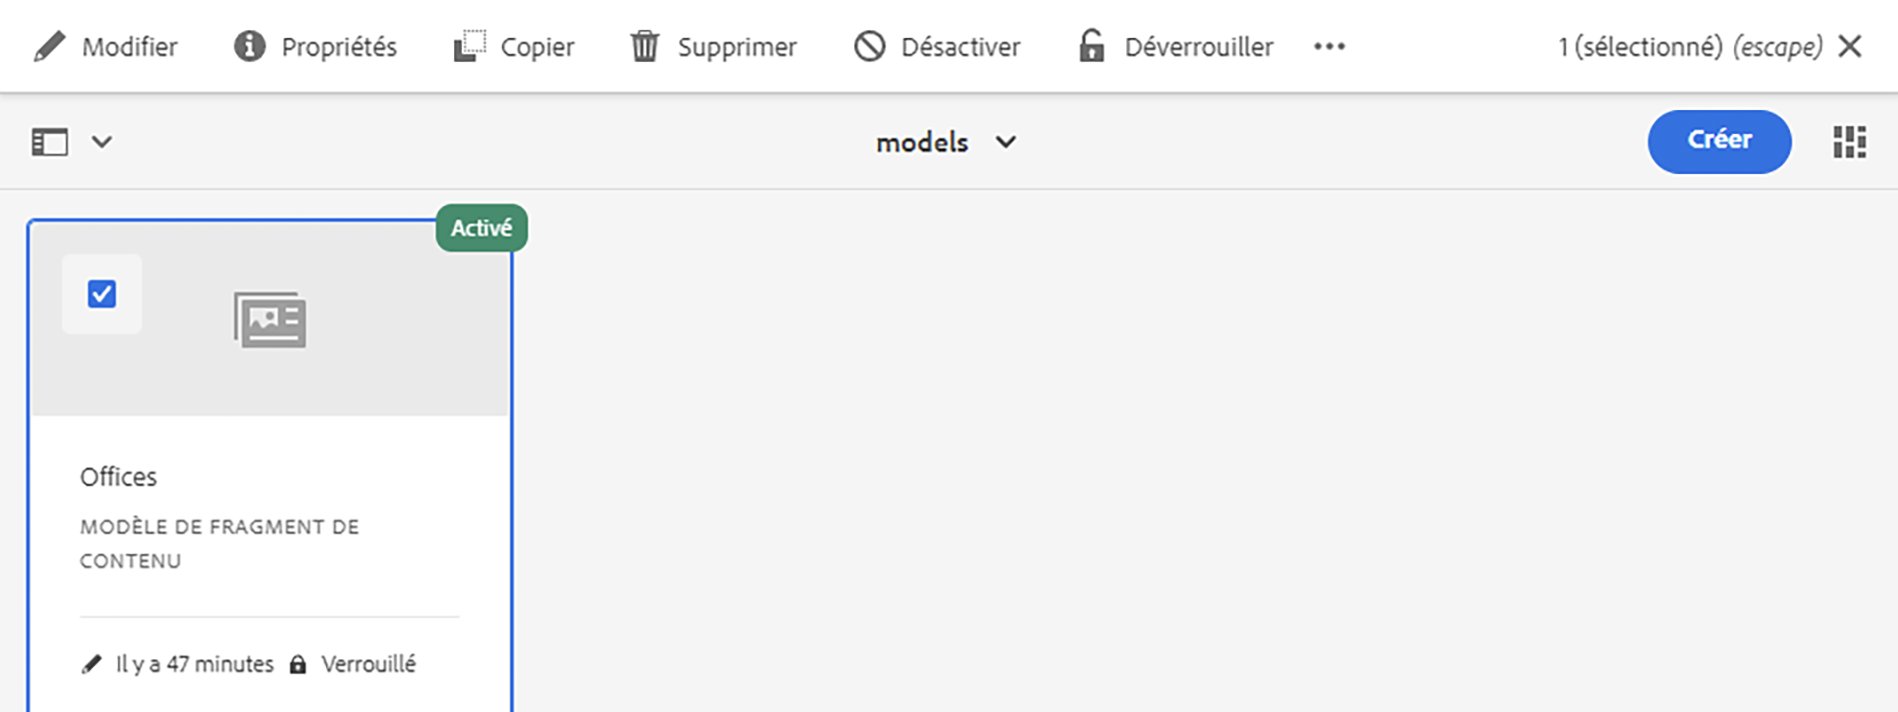 Modifier Propriétés Copier Supprimer Désactiver Déverrouiller ••• 1 (sélectionné) (escape)
models Créer
Activé
Offices
MODÈLE DE FRAGMENT DE
CONTENU
Il y a 47 minutes Verrouillé